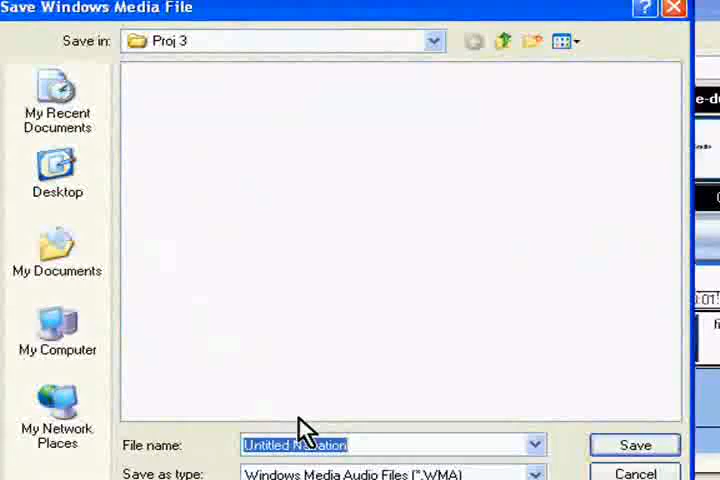 Save Windows Media File
?
Save in:
Proj 3
My Recent
Documents
Desktop
My Documents
My Computer
My Network
Places
File name:
Untitled Narration
Save
Save as type:
Windows Media Audio Files (*.WMA)
Cancel